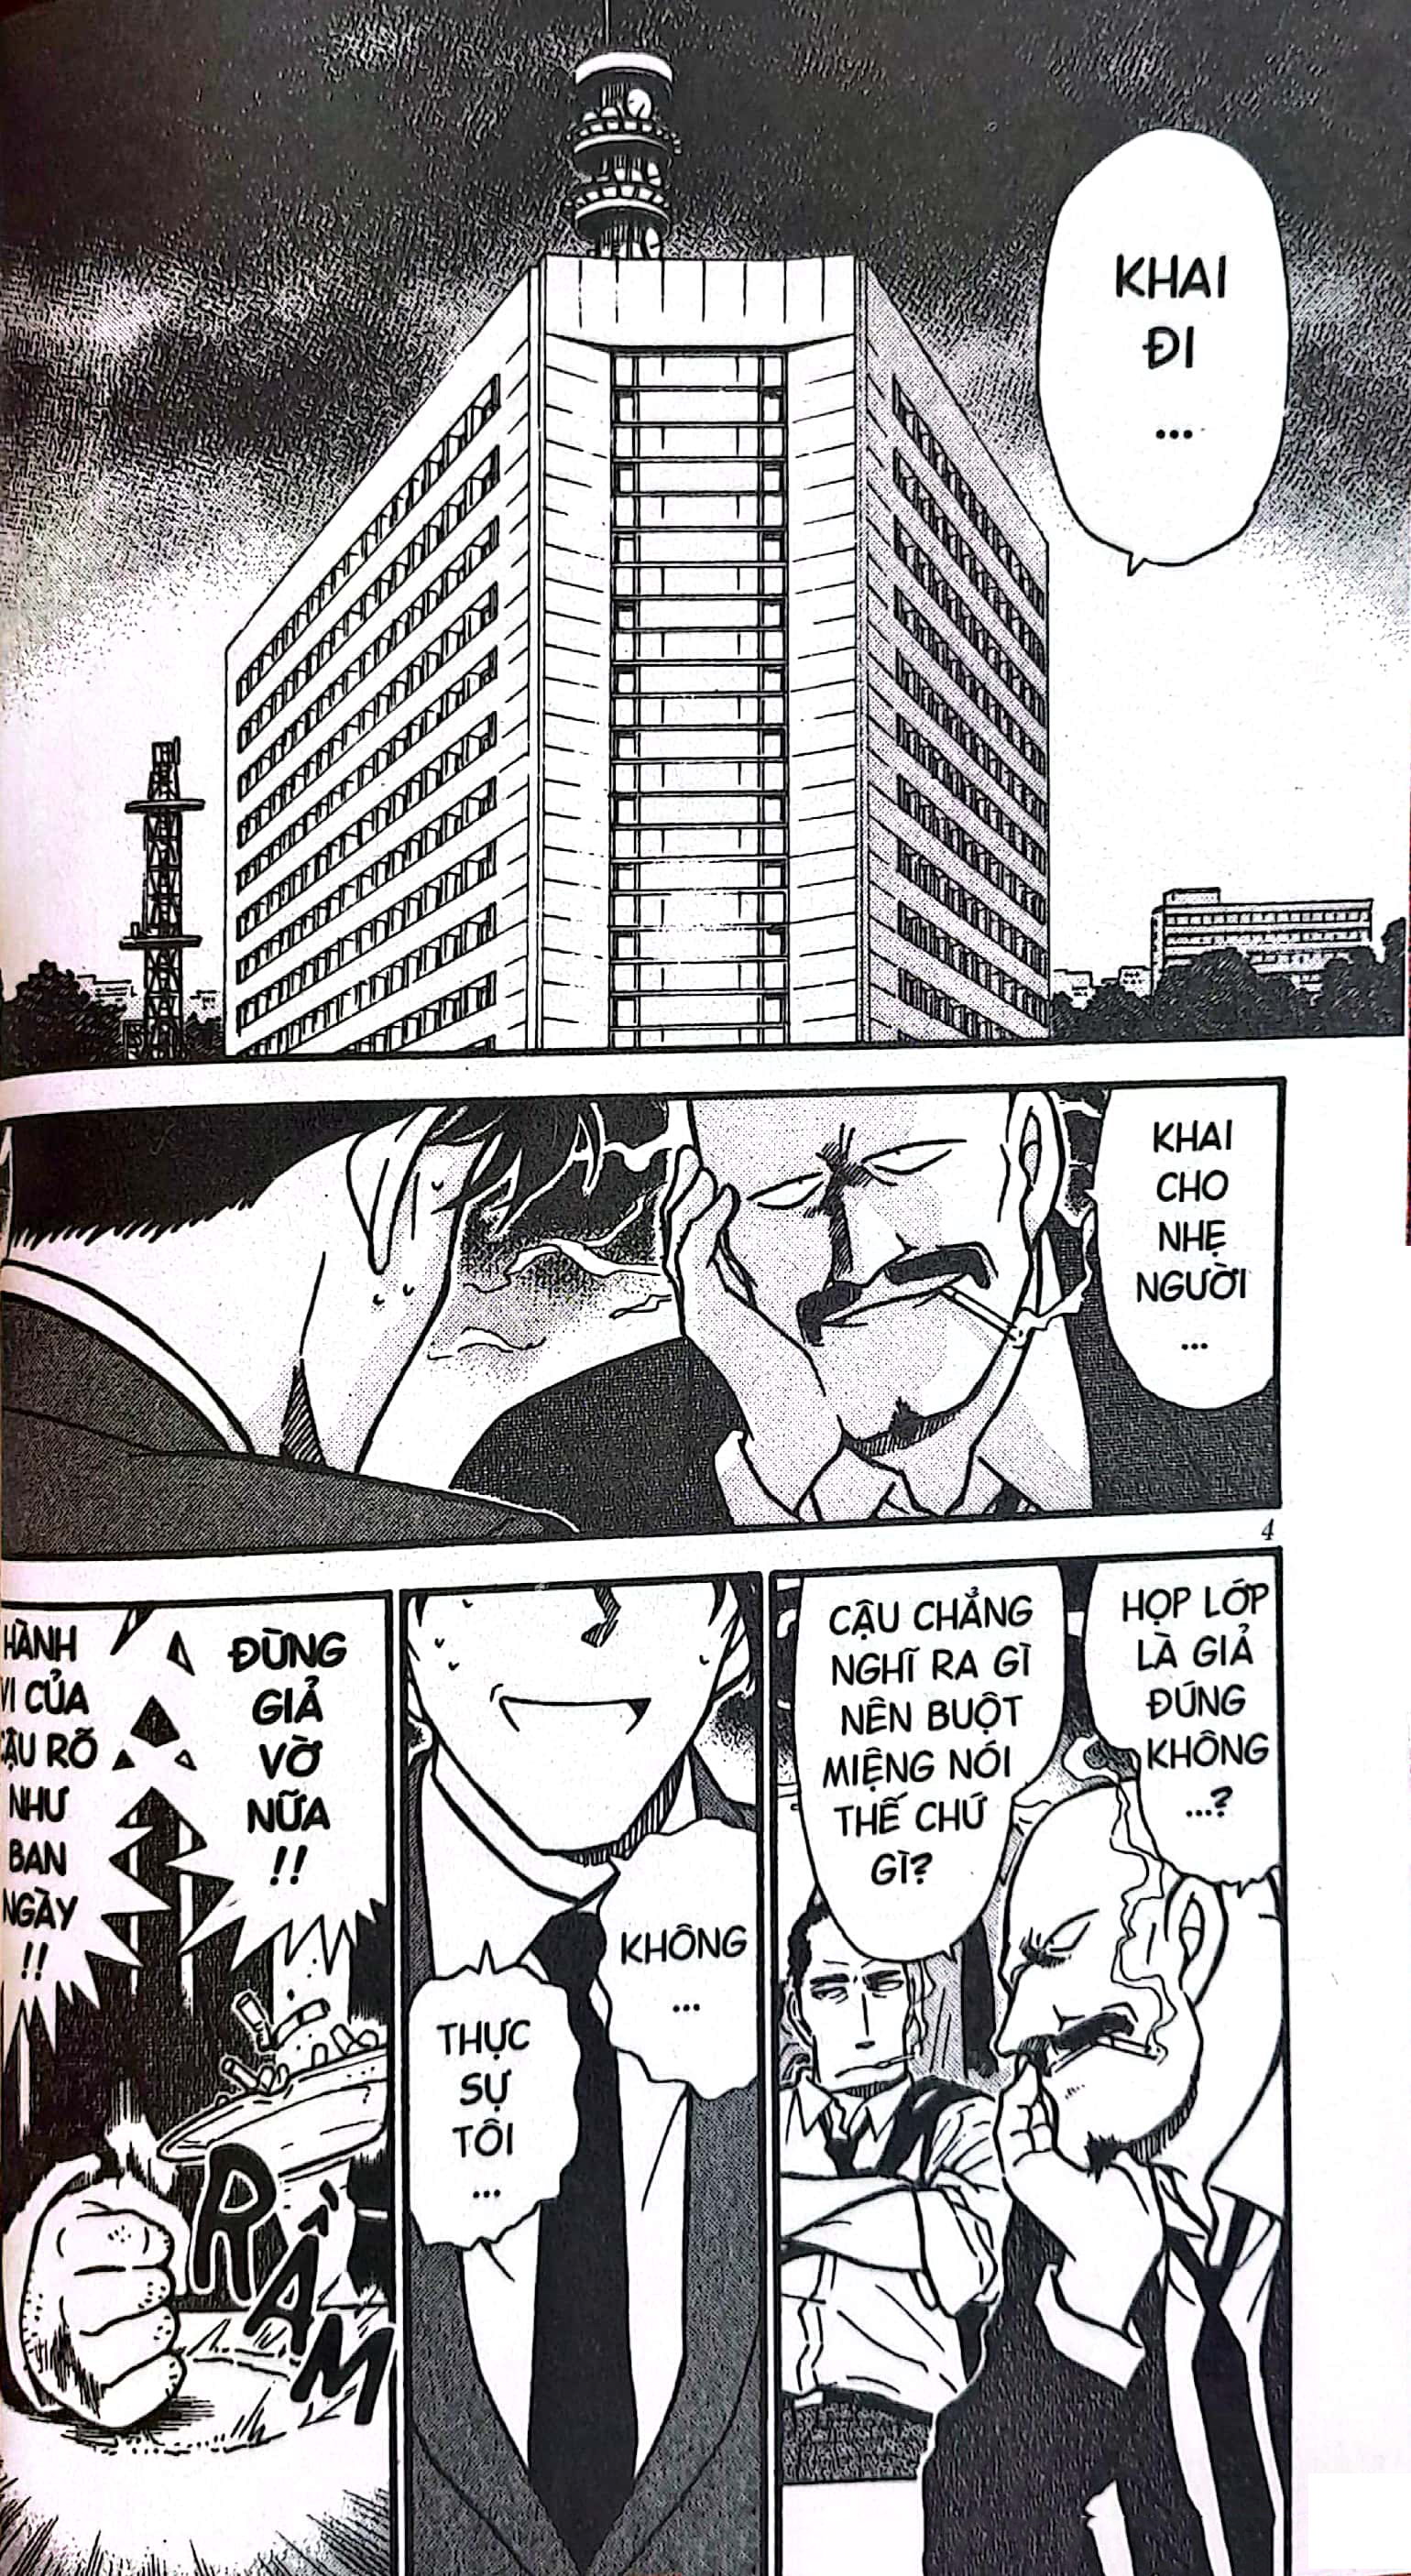 KHAI
ĐI
...
KHAI
CHO
NHẸ
NGƯỜI
...
4
HỌP LỚP
LÀ GIẢ
ĐÚNG
KHÔNG
...?
CẬU CHẲNG
NGHĨ RA GÌ
NÊN BUỘT
MIỆNG NÓI
THẾ CHỨ
GÌ?
KHÔNG
...
THỰC
SỰ
TÔI
...
ĐỪNG
GIẢ
VỜ
NỮA
!!
HÀNH
VI CỦA
CẬU RÕ
NHƯ
BAN
NGÀY
!!
RẦM